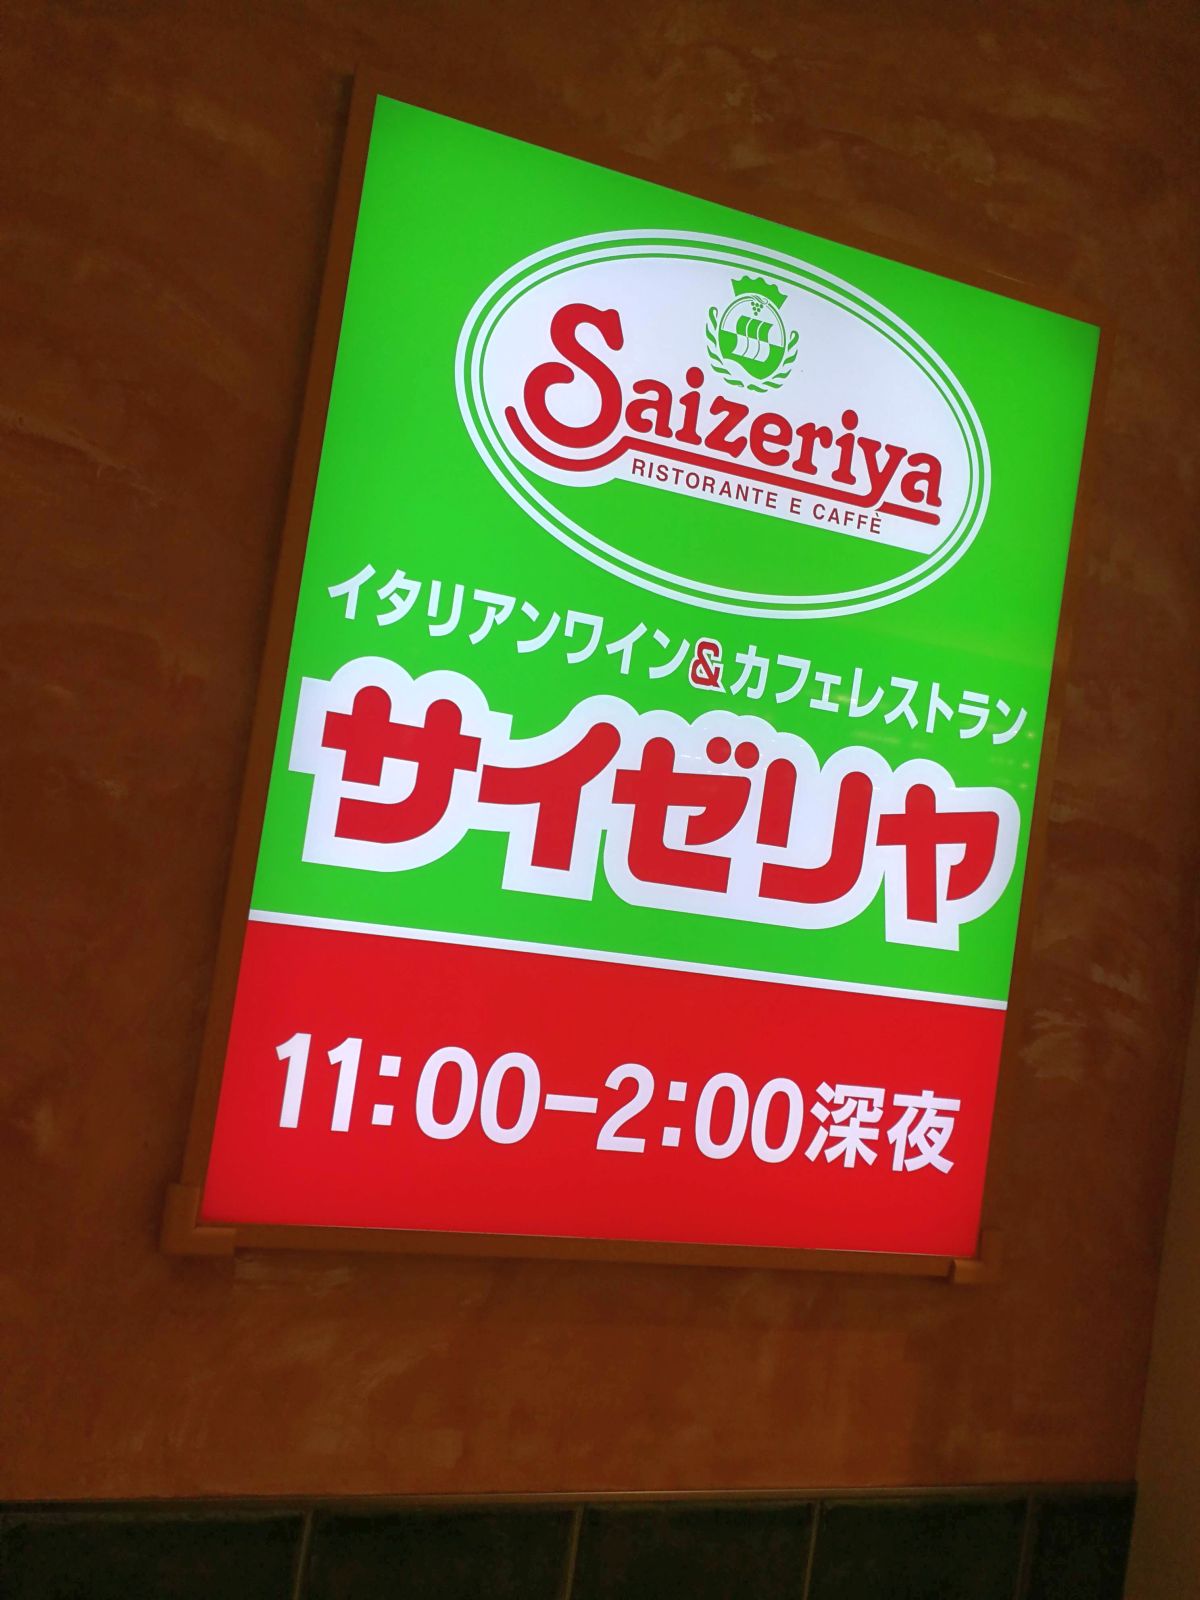 Saizeriya
RISTORANTE E CAFFÈ
イタリアンワイン&カフェレストラン
サイゼリヤ
11:00-2:00深夜